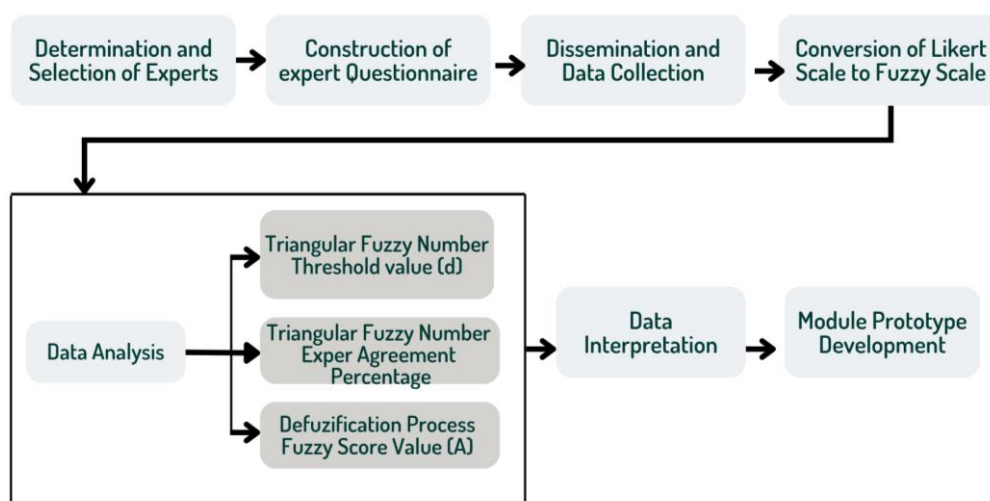 Determination and
Selection of Experts
Construction of
expert Questionnaire
Dissemination and
Data Collection
Conversion of Likert
Scale to Fuzzy Scale
Data Analysis
Triangular Fuzzy Number
Threshold value (d)
Triangular Fuzzy Number
Exper Agreement
Percentage
Defuzification Process
Fuzzy Score Value (A)
Data
Interpretation
Module Prototype
Development